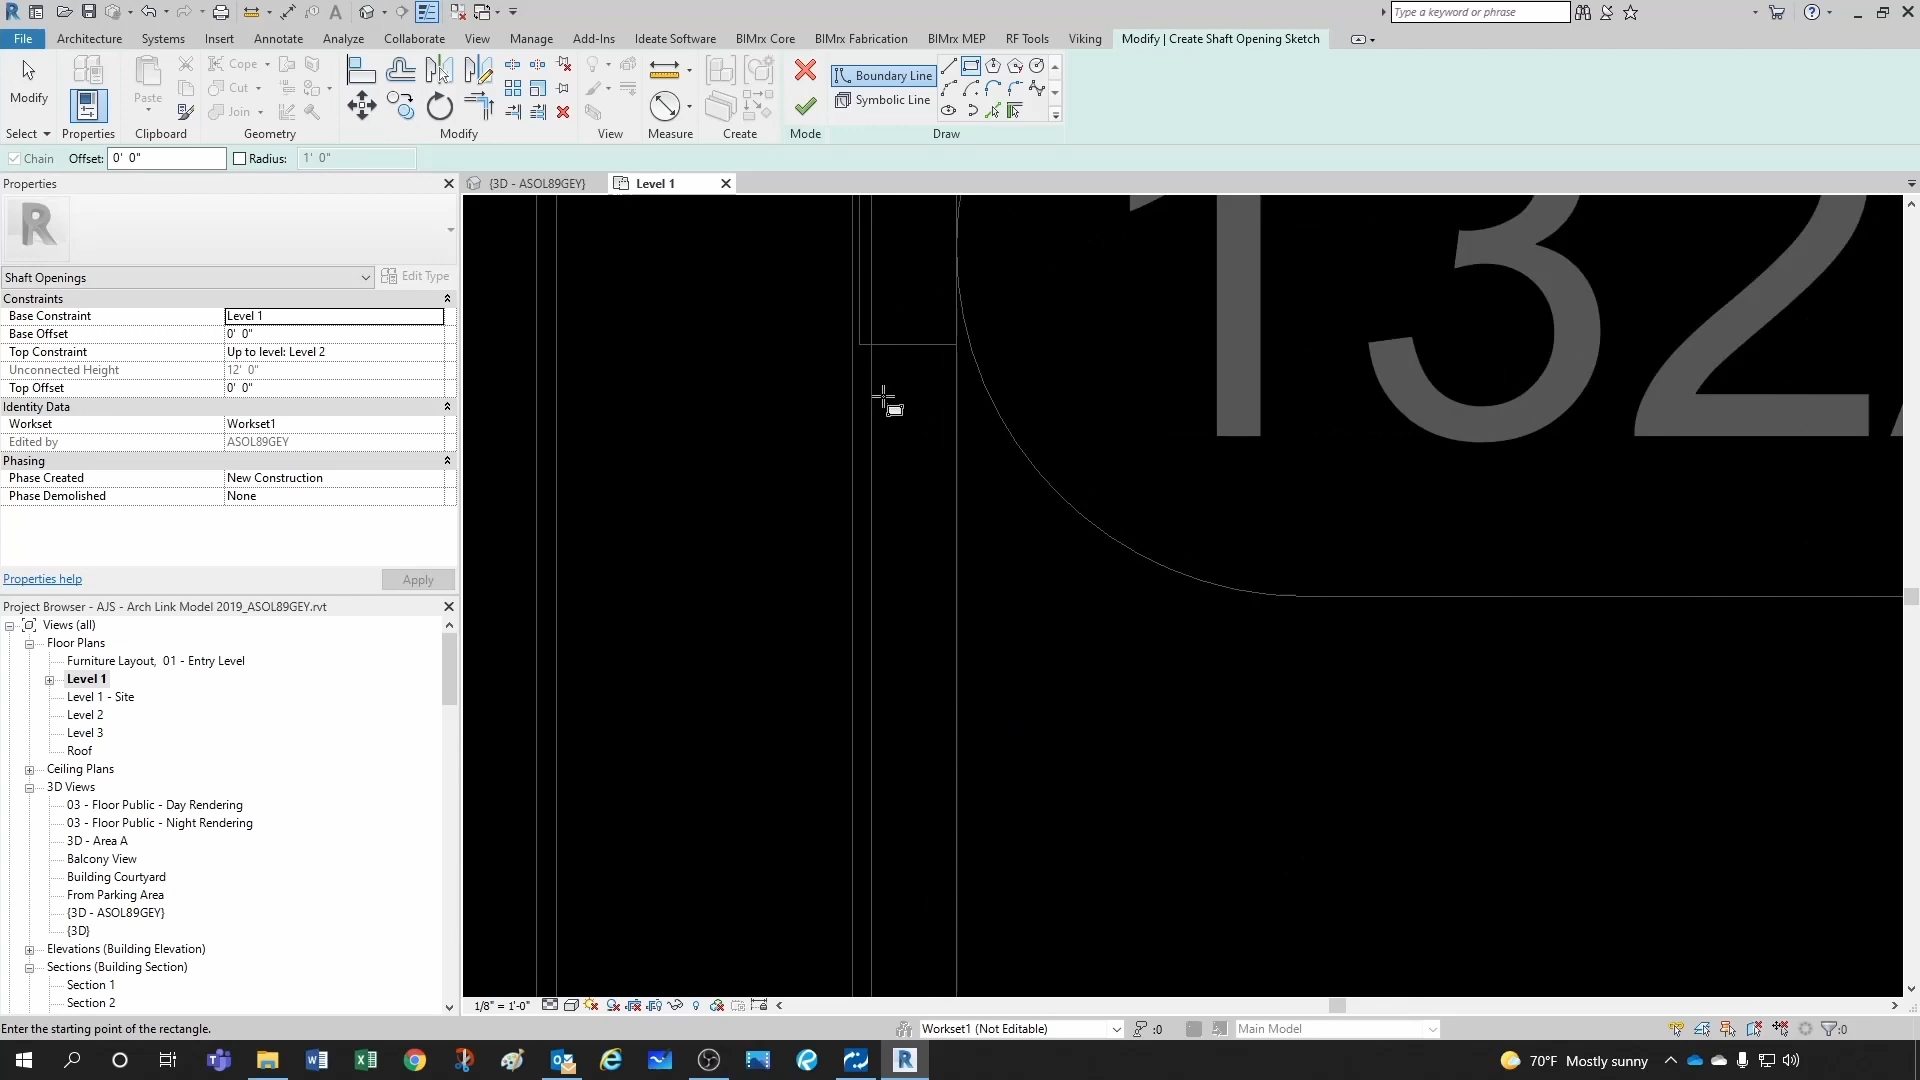 Type a keyword or phrase
File Architecture Systems Insert Annotate Analyze Collaborate View Manage Add-Ins Ideate Software BIMrx Core BIMrx Fabrication BIMrx MEP RF Tools Viking Modify | Create Shaft Opening Sketch
Modify
Paste
Cope
Cut
Join
Boundary Line
Symbolic Line
Select Properties Clipboard Geometry Modify View Measure Create Mode Draw
Chain Offset: 0' 0" Radius: 1' 0"
Properties
{3D - ASOL89GEY} Level 1
R
Shaft Openings Edit Type
Constraints
Base Constraint Level 1
Base Offset 0' 0"
Top Constraint Up to level: Level 2
Unconnected Height 12' 0"
Top Offset 0' 0"
Identity Data
Workset Workset1
Edited by ASOL89GEY
Phasing
Phase Created New Construction
Phase Demolished None
132
Properties help Apply
Project Browser - AJS - Arch Link Model 2019_ASOL89GEY.rvt
Views (all)
Floor Plans
Furniture Layout, 01 - Entry Level
Level 1
Level 1 - Site
Level 2
Level 3
Roof
Ceiling Plans
3D Views
03 - Floor Public - Day Rendering
03 - Floor Public - Night Rendering
3D - Area A
Balcony View
Building Courtyard
From Parking Area
{3D - ASOL89GEY}
{3D}
Elevations (Building Elevation)
Sections (Building Section)
Section 1
Section 2
1/8" = 1'-0"
Enter the starting point of the rectangle. Workset1 (Not Editable) :0 Main Model :0
70°F Mostly sunny